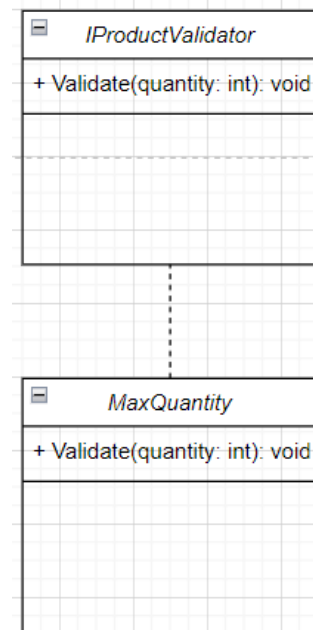 IProductValidator
+ Validate(quantity: int): void
MaxQuantity
+ Validate(quantity: int): void